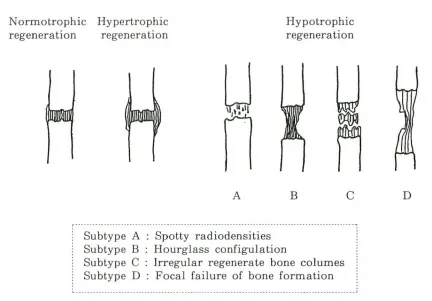 Normotrophic regeneration
Hypertrophic regeneration
Hypotrophic regeneration
A B C D
Subtype A : Spotty radiodensities
Subtype B : Hourglass configulation
Subtype C : Irregular regenerate bone columes
Subtype D : Focal failure of bone formation